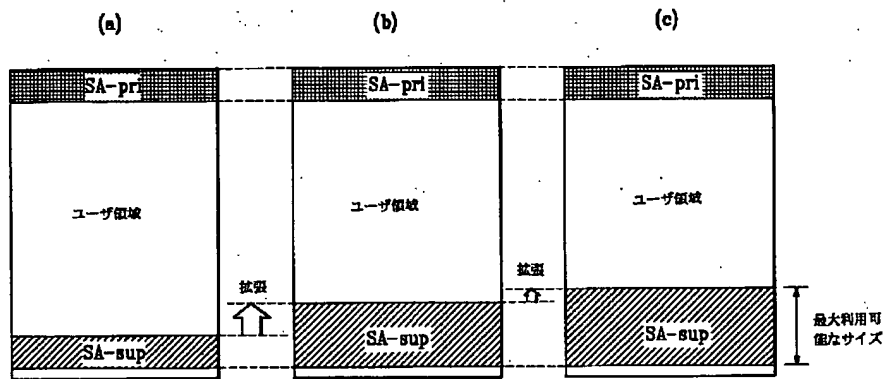 (a)
(b)
(c)
SA-pri
SA-pri
SA-pri
ユーザ領域
ユーザ領域
ユーザ領域
拡張
拡張
SA-sup
SA-sup
SA-sup
最大利用可
能なサイズ